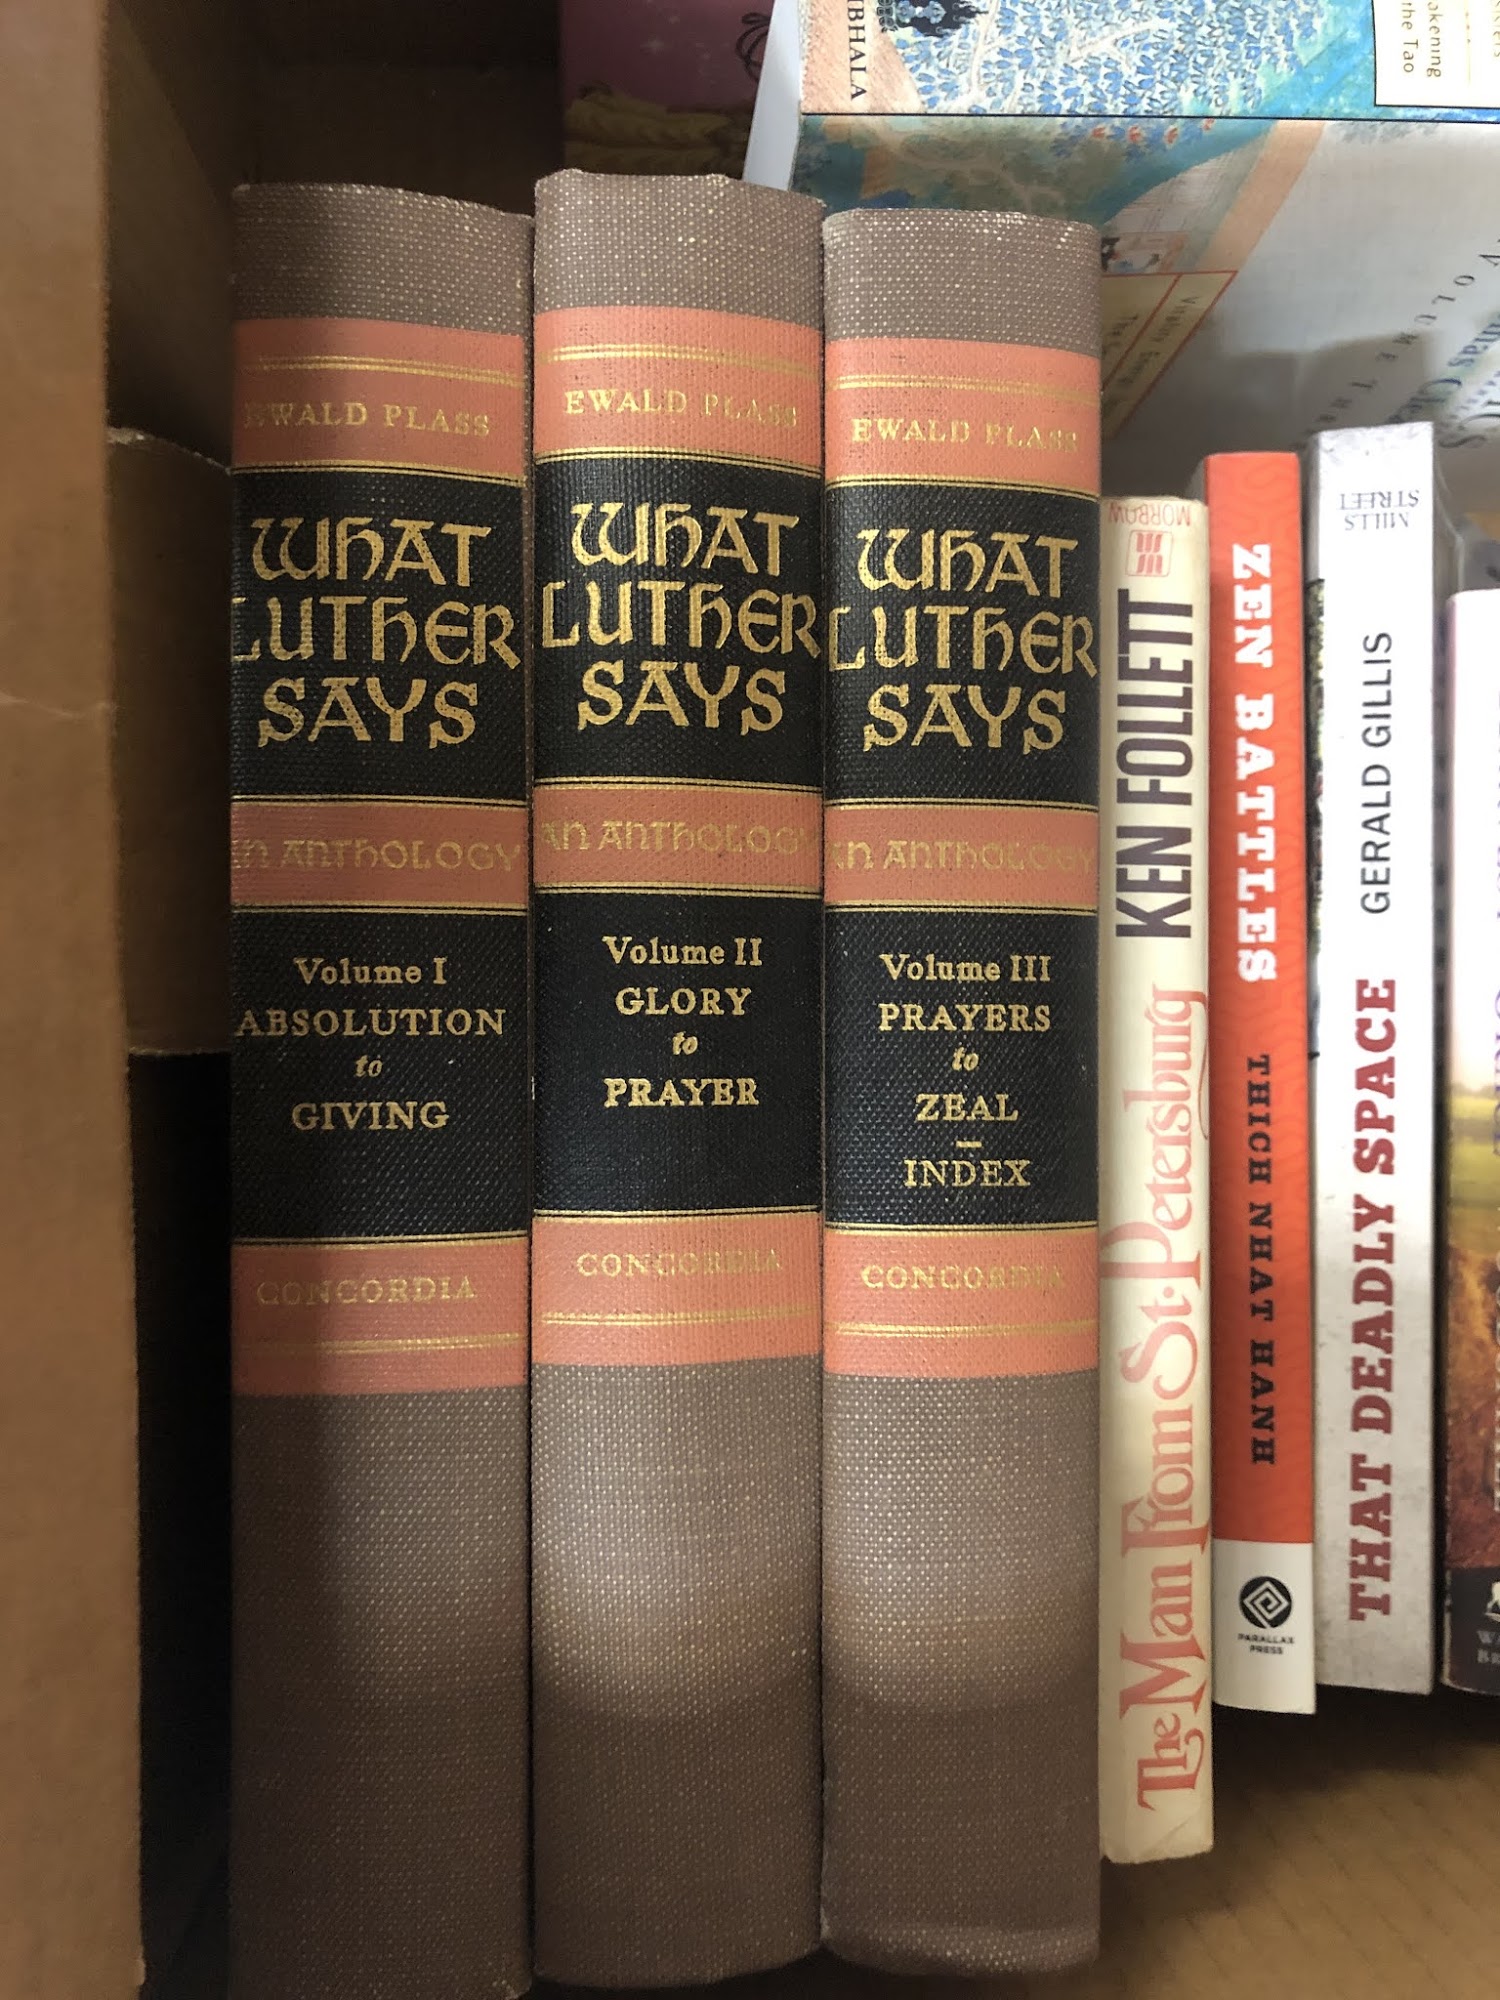 EWALD PLASS
WHAT
LUTHER
SAYS
AN ANTHOLOGY
Volume I
ABSOLUTION
to
GIVING
CONCORDIA
EWALD PLASS
WHAT
LUTHER
SAYS
AN ANTHOLOGY
Volume II
GLORY
to
PRAYER
CONCORDIA
EWALD PLASS
WHAT
LUTHER
SAYS
AN ANTHOLOGY
Volume III
PRAYERS
to
ZEAL
–
INDEX
CONCORDIA
MORROW
KEN FOLLETT
The Man From St. Petersburg
ZEN BATTLES
THICH NHAT HANH
PARALLAX
PRESS
MILLS
STREET
GERALD GILLIS
THAT DEADLY SPACE
the Tao
VOLUME